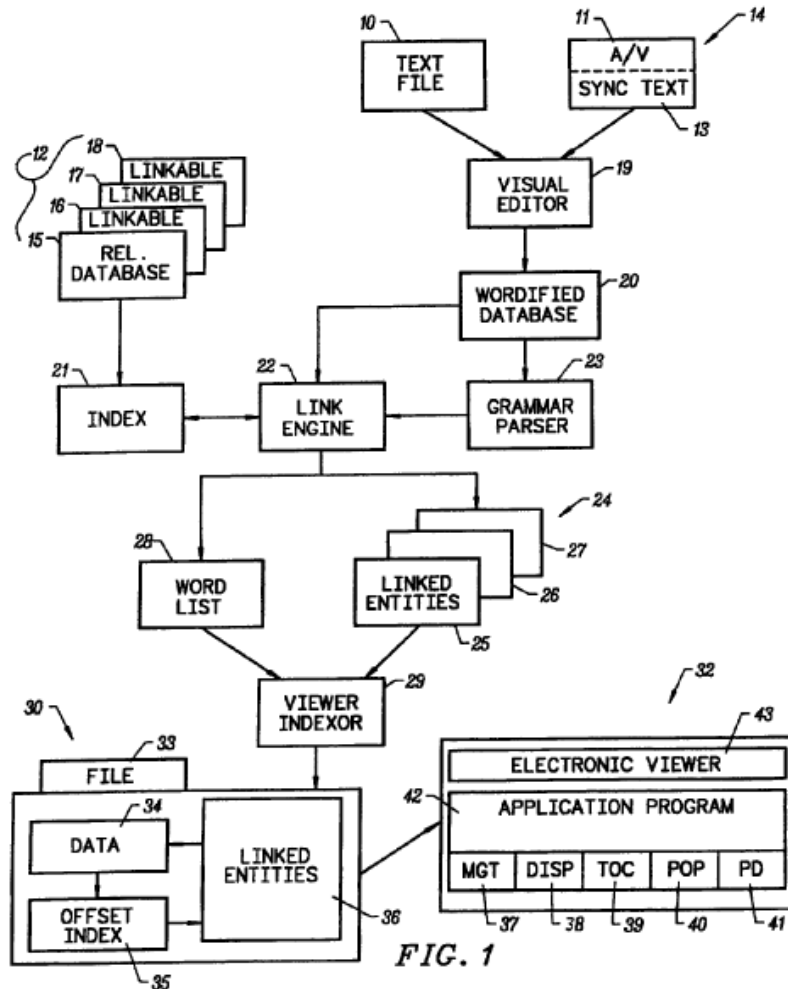 10
11
14
TEXT
FILE
A/V
SYNC TEXT
13
12
18
LINKABLE
17
LINKABLE
16
LINKABLE
15
REL.
DATABASE
VISUAL
EDITOR
19
WORDIFIED
DATABASE
20
21
INDEX
22
LINK
ENGINE
23
GRAMMAR
PARSER
24
27
26
28
WORD
LIST
LINKED
ENTITIES
25
VIEWER
INDEXOR
29
30
33
FILE
34
DATA
OFFSET
INDEX
35
LINKED
ENTITIES
36
32
43
ELECTRONIC VIEWER
42
APPLICATION PROGRAM
MGT DISP TOC POP PD
37 38 39 40 41
FIG. 1